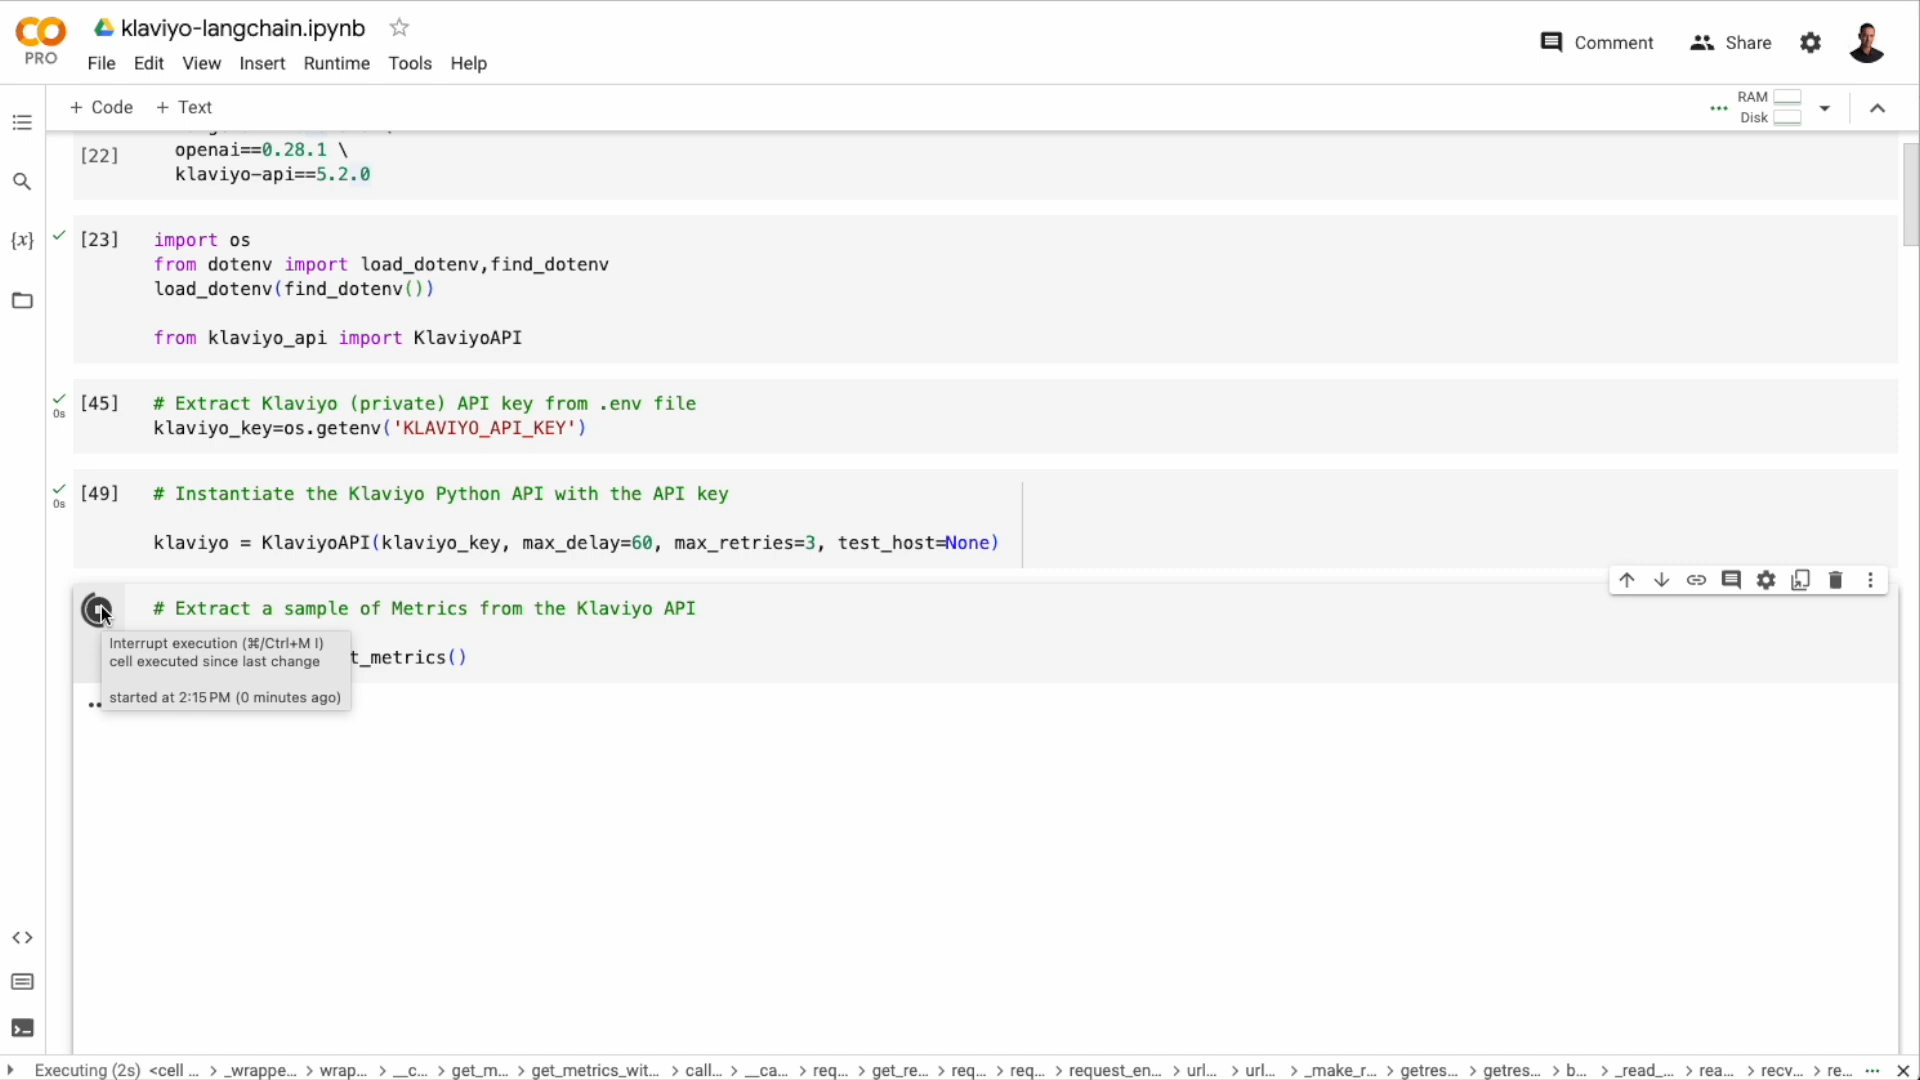 klaviyo-langchain.ipynb
PRO
File Edit View Insert Runtime Tools Help
Comment
Share
+ Code + Text
RAM
Disk
[22]
openai==0.28.1 \
klaviyo-api==5.2.0
{x}
[23]
import os
from dotenv import load_dotenv,find_dotenv
load_dotenv(find_dotenv())
from klaviyo_api import KlaviyoAPI
0s
[45]
# Extract Klaviyo (private) API key from .env file
klaviyo_key=os.getenv('KLAVIYO_API_KEY')
0s
[49]
# Instantiate the Klaviyo Python API with the API key
klaviyo = KlaviyoAPI(klaviyo_key, max_delay=60, max_retries=3, test_host=None)
# Extract a sample of Metrics from the Klaviyo API
t_metrics()
Interrupt execution (⌘/Ctrl+M I)
cell executed since last change
started at 2:15 PM (0 minutes ago)
Executing (2s) <cell ... > _wrappe... > wrap... > __c... > get_m... > get_metrics_wit... > call... > __ca... > req... > get_re... > req... > req... > request_en... > url... > url... > _make_r... > getres... > getres... > b... > _read_... > rea... > recv... > re... ...